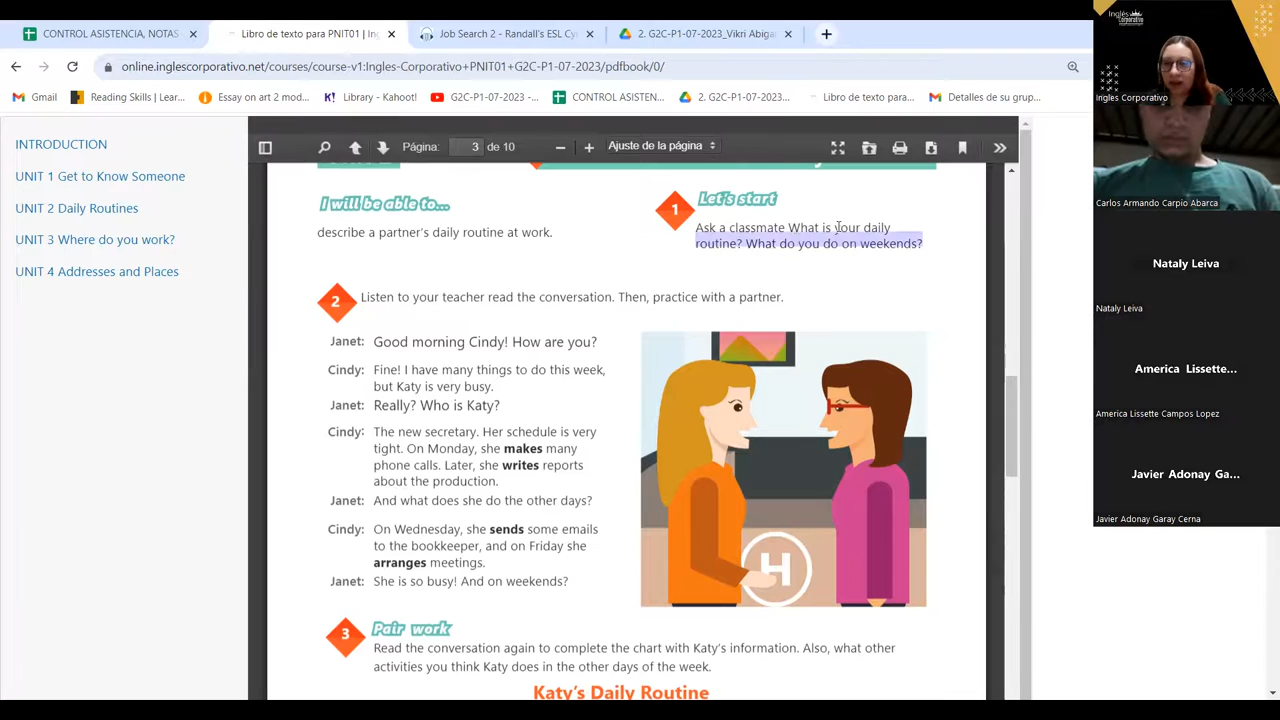 CONTROL ASISTENCIA, NOTAS
Libro de texto para PNIT01 | Ing
Job Search 2 - Randall's ESL Cy
2. G2C-P1-07-2023_Vikri Abigai
online.inglescorporativo.net/courses/course-v1:Ingles-Corporativo+PNIT01+G2C-P1-07-2023/pdfbook/0/
Gmail
Reading Skills | Lear...
Essay on art 2 mod...
Library - Kat
G2C-P1-07-2023 -...
CONTROL ASISTEN...
2. G2C-P1-07-2023...
Libro de texto para...
Detalles de su grup...
INTRODUCTION
UNIT 1 Get to Know Someone
UNIT 2 Daily Routines
UNIT 3 Where do you work?
UNIT 4 Addresses and Places
Página: 3 de 10
Ajuste de la página
I will be able to...
describe a partner's daily routine at work.
1 Let's start
Ask a classmate What is your daily
routine? What do you do on weekends?
2 Listen to your teacher read the conversation. Then, practice with a partner.
Janet: Good morning Cindy! How are you?
Cindy: Fine! I have many things to do this week,
but Katy is very busy.
Janet: Really? Who is Katy?
Cindy: The new secretary. Her schedule is very
tight. On Monday, she makes many
phone calls. Later, she writes reports
about the production.
Janet: And what does she do the other days?
Cindy: On Wednesday, she sends some emails
to the bookkeeper, and on Friday she
arranges meetings.
Janet: She is so busy! And on weekends?
H
3 Pair work
Read the conversation again to complete the chart with Katy's information. Also, what other
activities you think Katy does in the other days of the week.
Katy's Daily Routine
Inglés
Corporativo
Ingles Corporativo
Carlos Armando Carpio Abarca
Nataly Leiva
Nataly Leiva
America Lissette...
America Lissette Campos Lopez
Javier Adonay Ga...
Javier Adonay Garay Cerna